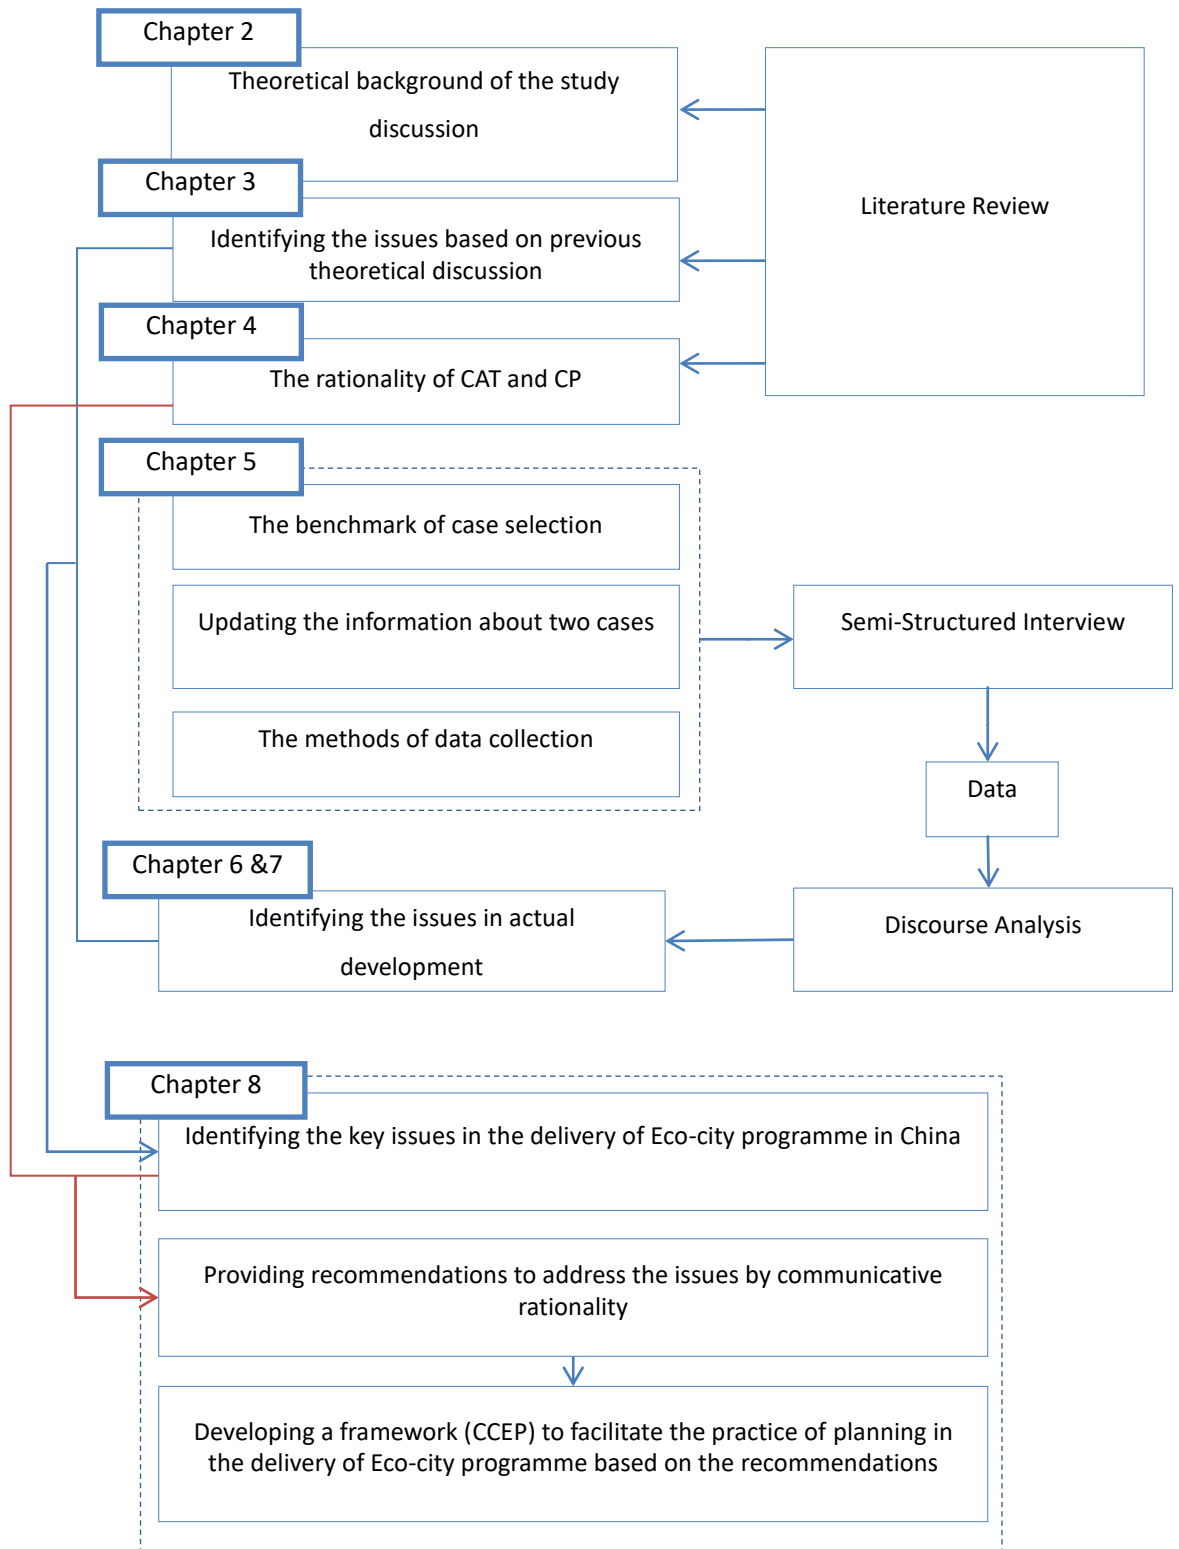 Chapter 2
Theoretical background of the study
discussion
Literature Review
Chapter 3
Identifying the issues based on previous
theoretical discussion
Chapter 4
The rationality of CAT and CP
Chapter 5
The benchmark of case selection
Updating the information about two cases
The methods of data collection
Semi-Structured Interview
Data
Discourse Analysis
Chapter 6 &7
Identifying the issues in actual
development
Chapter 8
Identifying the key issues in the delivery of Eco-city programme in China
Providing recommendations to address the issues by communicative
rationality
Developing a framework (CCEP) to facilitate the practice of planning in
the delivery of Eco-city programme based on the recommendations